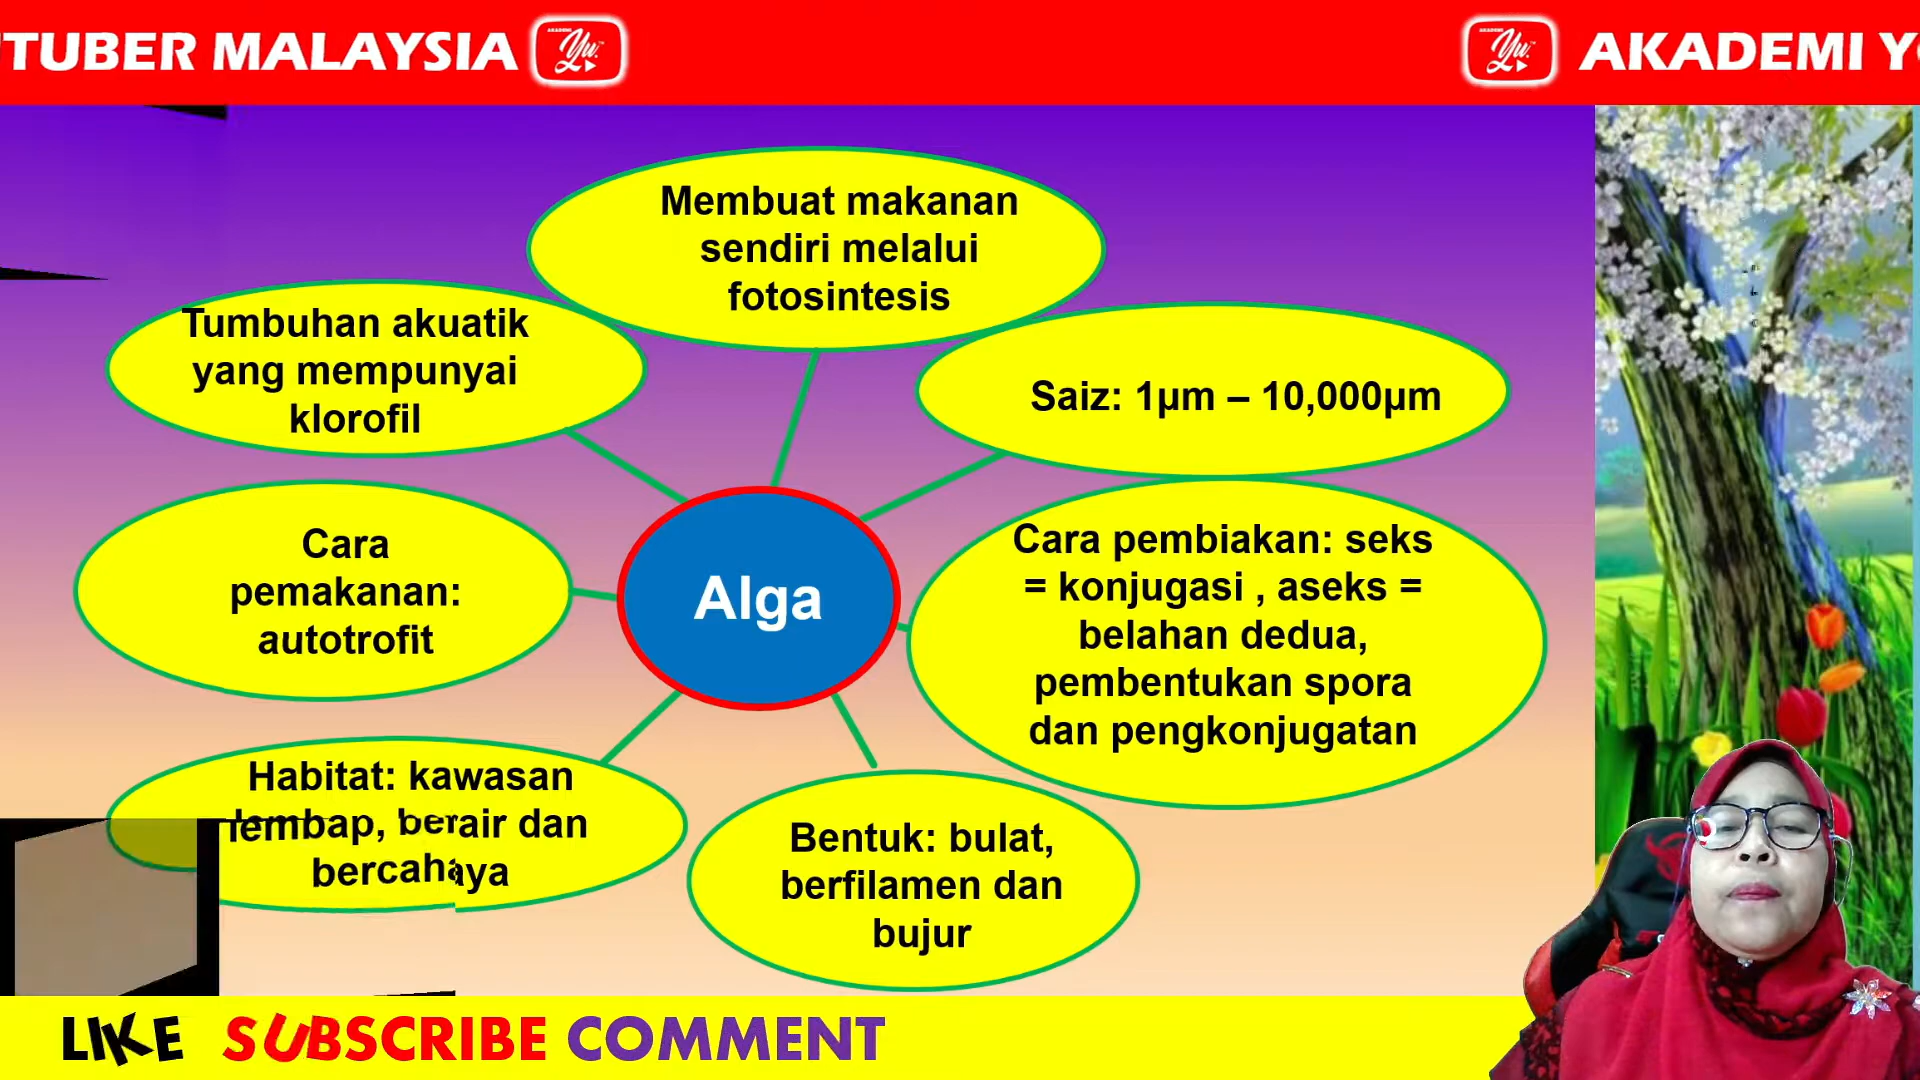 TUBER MALAYSIA
AKADEMI
Membuat makanan
sendiri melalui
fotosintesis
Tumbuhan akuatik
yang mempunyai
klorofil
Saiz: 1µm – 10,000µm
Cara
pemakanan:
autotrofit
Alga
Cara pembiakan: seks
= konjugasi , aseks =
belahan dedua,
pembentukan spora
dan pengkonjugatan
Habitat: kawasan
lembap, berair dan
bercahaya
Bentuk: bulat,
berfilamen dan
bujur
LIKE SUBSCRIBE COMMENT